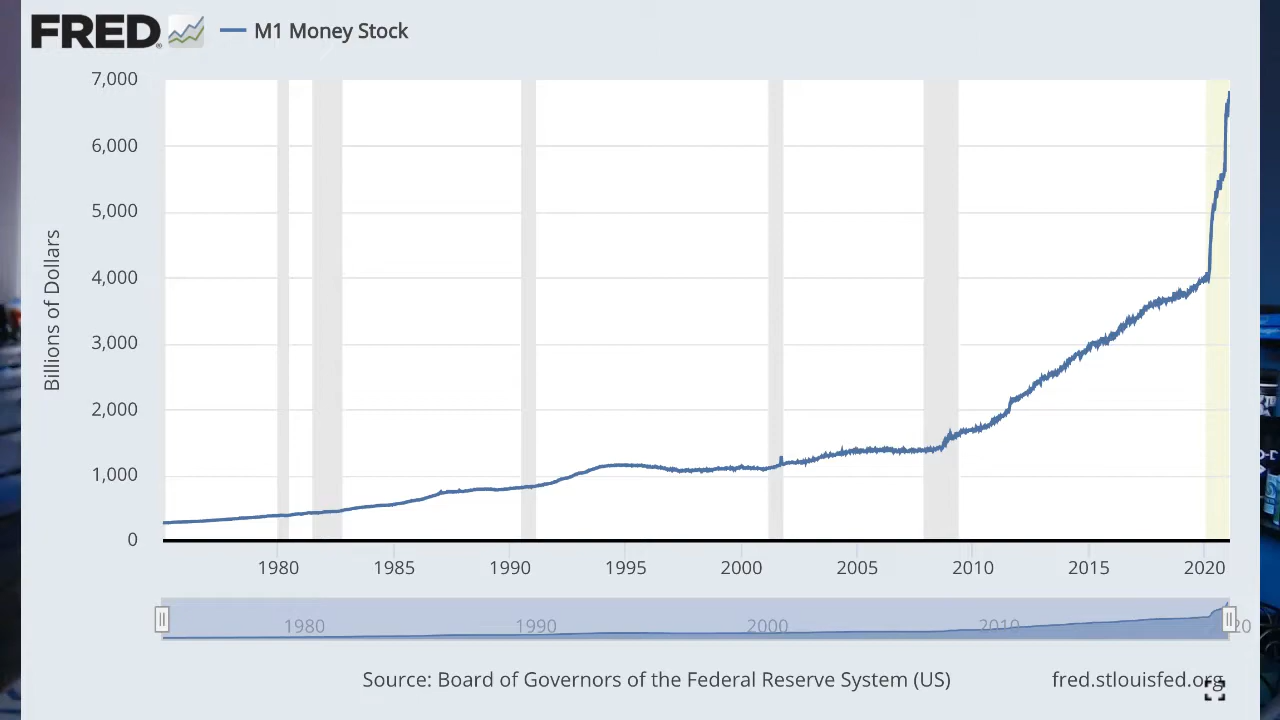 FRED M1 Money Stock
7,000
6,000
5,000
4,000
3,000
2,000
1,000
0
Billions of Dollars
1980 1985 1990 1995 2000 2005 2010 2015 2020
1980 1990 2000 2010 20
Source: Board of Governors of the Federal Reserve System (US) fred.stlouisfed.org